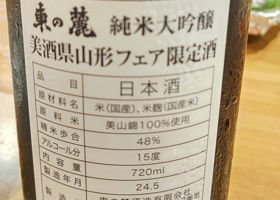 東の麓 純米大吟醸
美酒県山形フェア限定酒
品目 日本酒
原材料名 米(国産)、米麹(国産米)
原料米 美山錦100%使用
精米歩合 48%
アルコール分 15度
内容量 720ml
製造年月 24.5